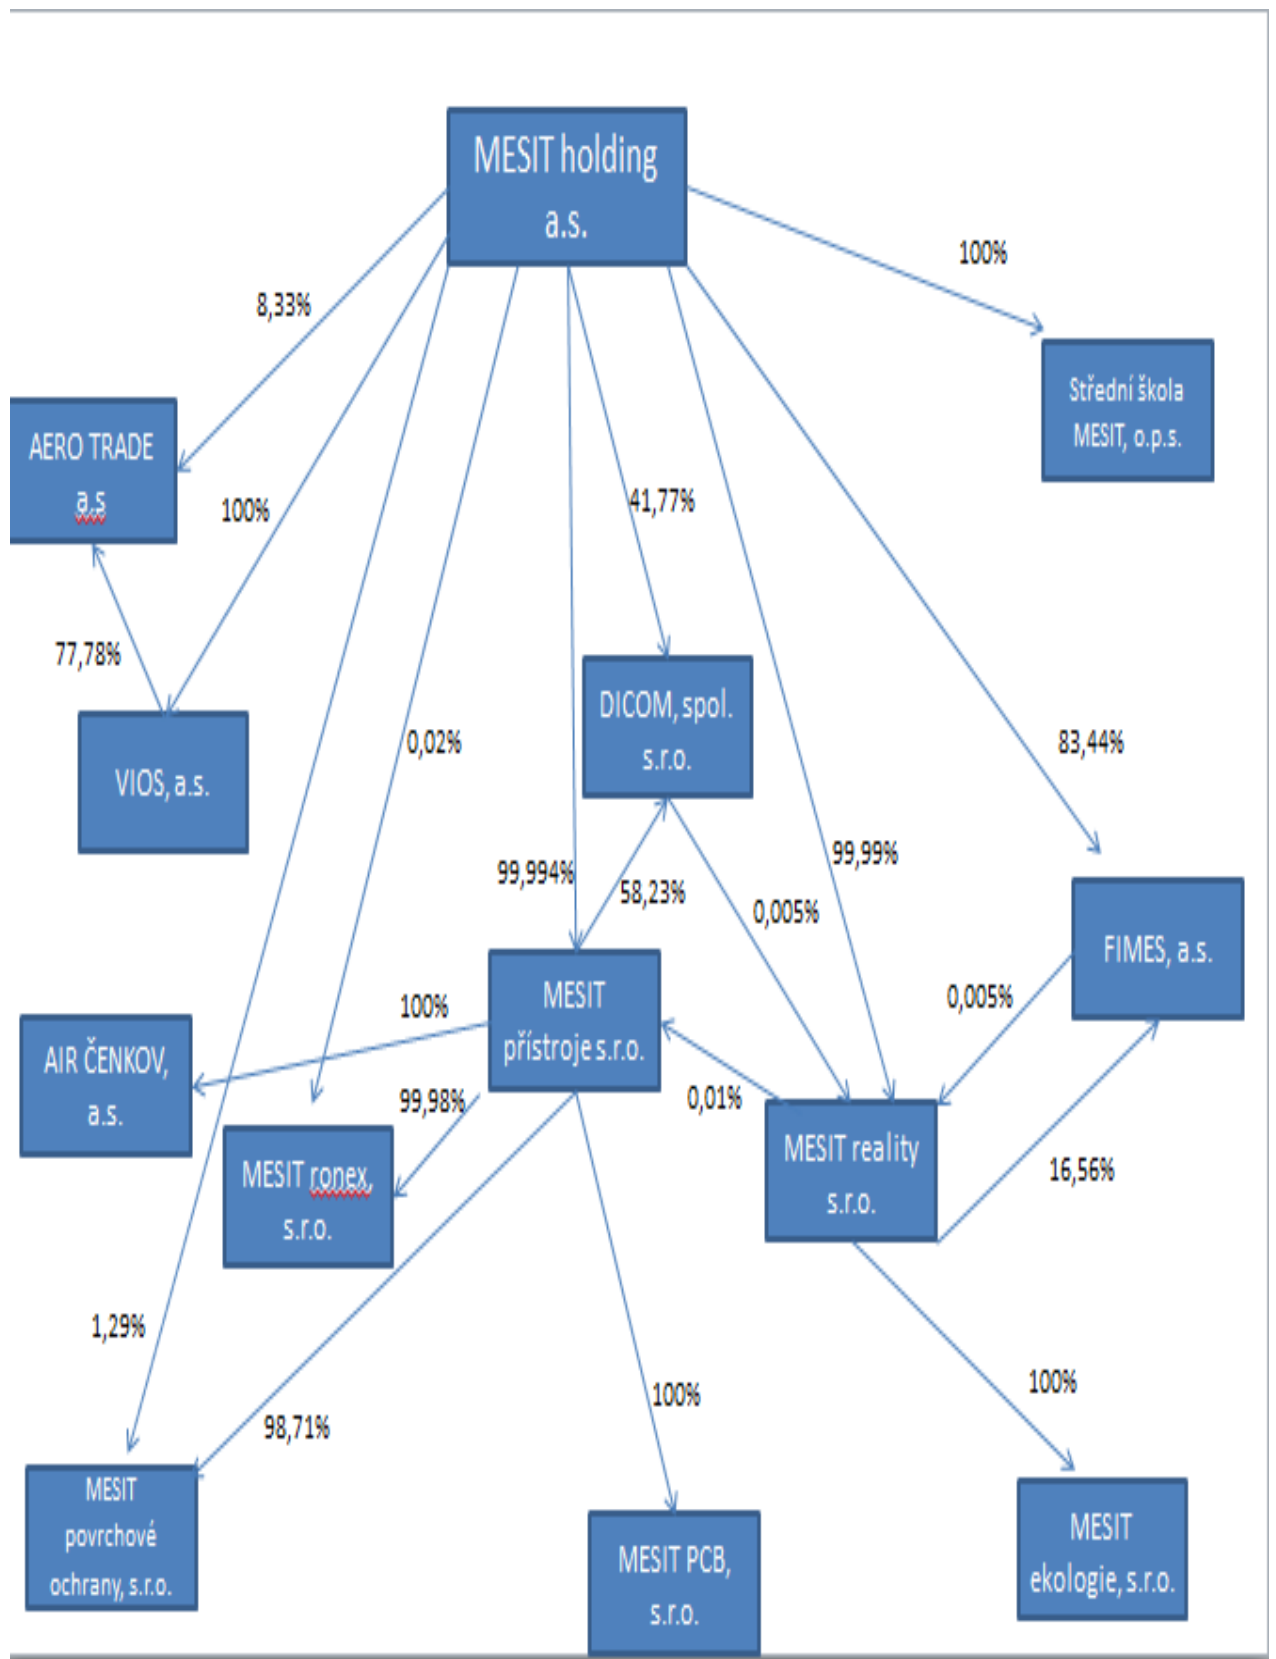 MESIT holding
a.s.
100%
8,33%
Střední škola
MESIT, o.p.s.
AERO TRADE
a.s
100%
41,77%
77,78%
DICOM, spol.
s.r.o.
0,02%
83,44%
VIOS, a.s.
99,994%
58,23%
99,99%
0,005%
FIMES, a.s.
MESIT
přístroje s.r.o.
100%
0,005%
AIR ČENKOV,
a.s.
99,98%
0,01%
MESIT reality
s.r.o.
16,56%
MESIT ronex,
s.r.o.
1,29%
98,71%
100%
100%
MESIT
povrchové
ochrany, s.r.o.
MESIT PCB,
s.r.o.
MESIT
ekologie, s.r.o.